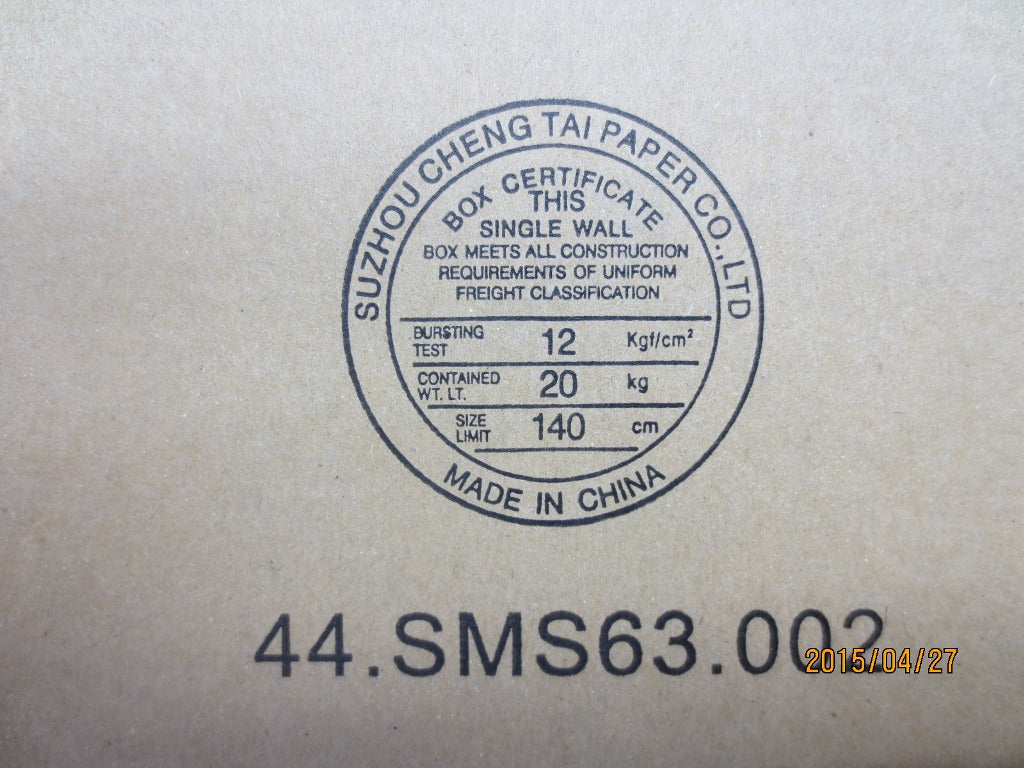 SUZHOU CHENG TAI PAPER CO.,LTD
BOX CERTIFICATE
THIS
SINGLE WALL
BOX MEETS ALL CONSTRUCTION
REQUIREMENTS OF UNIFORM
FREIGHT CLASSIFICATION
BURSTING TEST 12 Kgf/cm²
CONTAINED WT. LT. 20 kg
SIZE LIMIT 140 cm
MADE IN CHINA
44.SMS63.002
2015/04/27